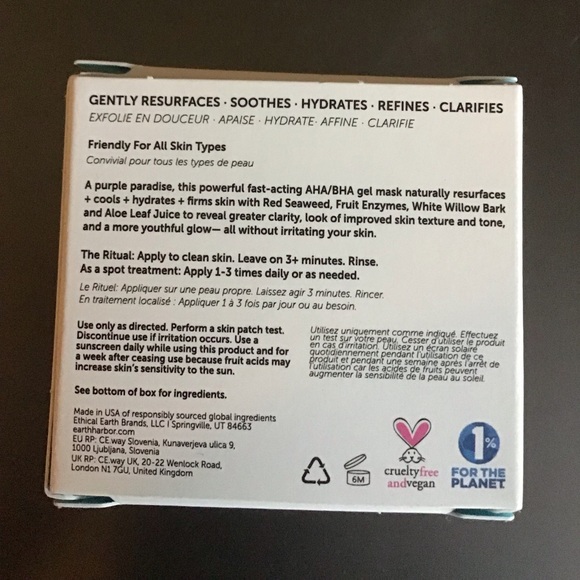 GENTLY RESURFACES · SOOTHES · HYDRATES · REFINES · CLARIFIES
EXFOLIE EN DOUCEUR · APAISE · HYDRATE· AFFINE · CLARIFIE
Friendly For All Skin Types
Convivial pour tous les types de peau
A purple paradise, this powerful fast-acting AHA/BHA gel mask naturally resurfaces
+ cools + hydrates + firms skin with Red Seaweed, Fruit Enzymes, White Willow Bark
and Aloe Leaf Juice to reveal greater clarity, look of improved skin texture and tone,
and a more youthful glow— all without irritating your skin.
The Ritual: Apply to clean skin. Leave on 3+ minutes. Rinse.
As a spot treatment: Apply 1-3 times daily or as needed.
Le Rituel: Appliquer sur une peau propre. Laissez agir 3 minutes. Rincer.
En traitement localisé : Appliquer 1 à 3 fois par jour ou au besoin.
Use only as directed. Perform a skin patch test.
Discontinue use if irritation occurs. Use a
sunscreen daily while using this product and for
a week after ceasing use because fruit acids may
increase skin's sensitivity to the sun.
Utilisez uniquement comme indiqué. Effectuez
un test sur votre peau. Cesser d'utiliser le produit
en cas d'irritation. Utilisez un écran solaire
quotidiennement pendant l'utilisation de ce
produit et pendant une semaine après l'arrêt de
l'utilisation car les acides de fruits peuvent
augmenter la sensibilité de la peau au soleil.
See bottom of box for ingredients.
Made in USA of responsibly sourced global ingredients
Ethical Earth Brands, LLC | Springville, UT 84663
earthharbor.com
EU RP: CE.way Slovenia, Kunaverjeva ulica 9,
1000 Ljubljana, Slovenia
UK RP: CE.way UK, 20-22 Wenlock Road,
London N1 7GU, United Kingdom
6M
crueltyfree
andvegan
1%
FOR THE
PLANET